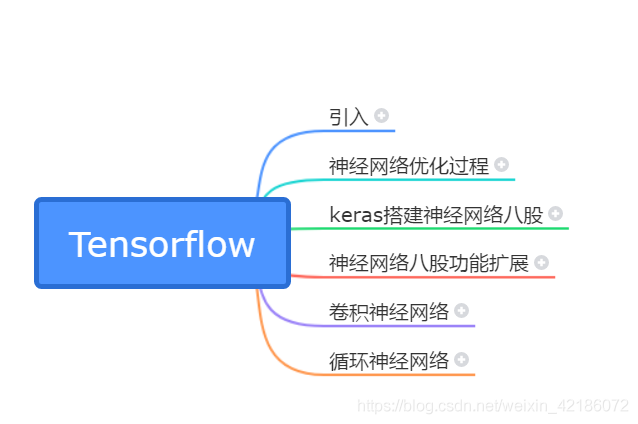 引入
神经网络优化过程
keras搭建神经网络八股
Tensorflow
神经网络八股功能扩展
卷积神经网络
循环神经网络
https://blog.csdn.net/weixin_42186072